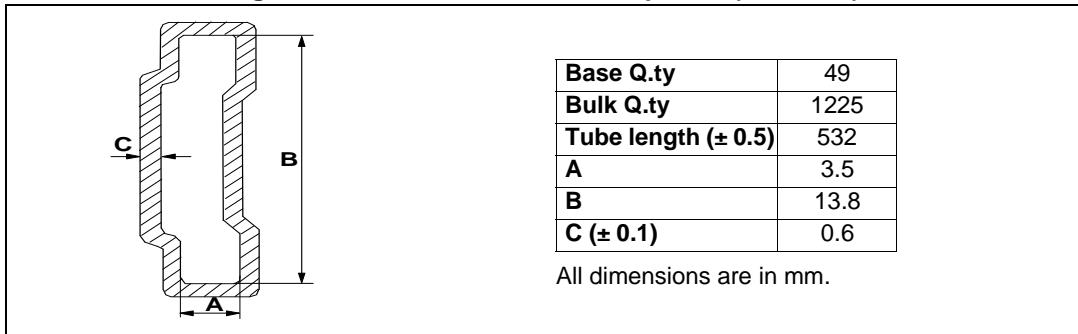 C
B
A
Base Q.ty 49
Bulk Q.ty 1225
Tube length (± 0.5) 532
A 3.5
B 13.8
C (± 0.1) 0.6
All dimensions are in mm.